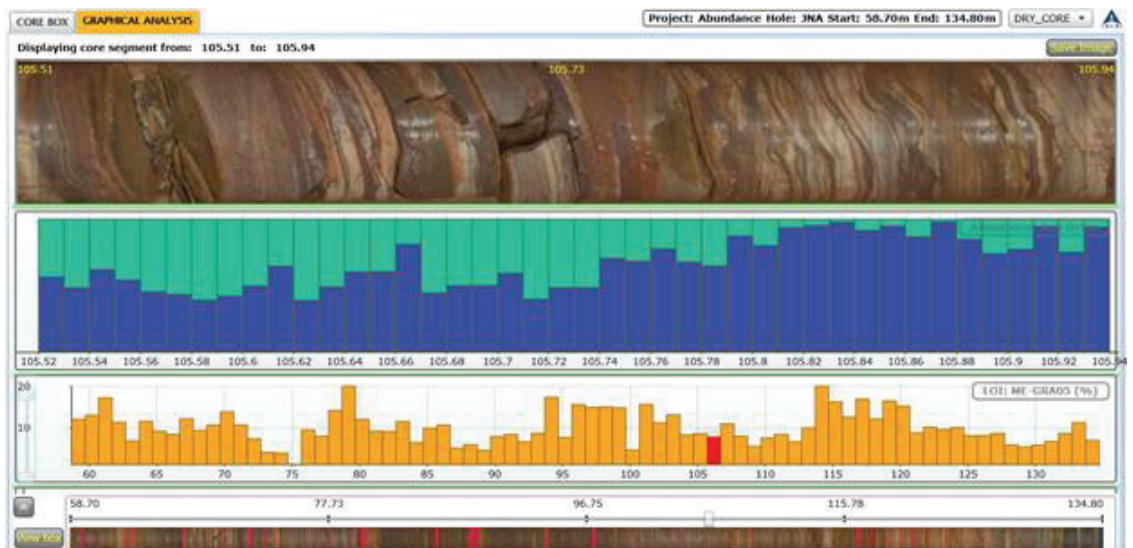 CORE BOX GRAPHICAL ANALYSIS Project: Abundance Hole: JNA Start: 58.70m End: 134.80m DRY_CORE
Displaying core segment from: 105.51 to: 105.94 Save Image
105.51 105.73 105.94
105.52 105.54 105.56 105.58 105.6 105.62 105.64 105.66 105.68 105.7 105.72 105.74 105.76 105.78 105.8 105.82 105.84 105.86 105.88 105.9 105.92 105.94
20 LOI: ME-GRA05 (%)
10
60 65 70 75 80 85 90 95 100 105 110 115 120 125 130
58.70 77.73 96.75 115.78 134.80
View box